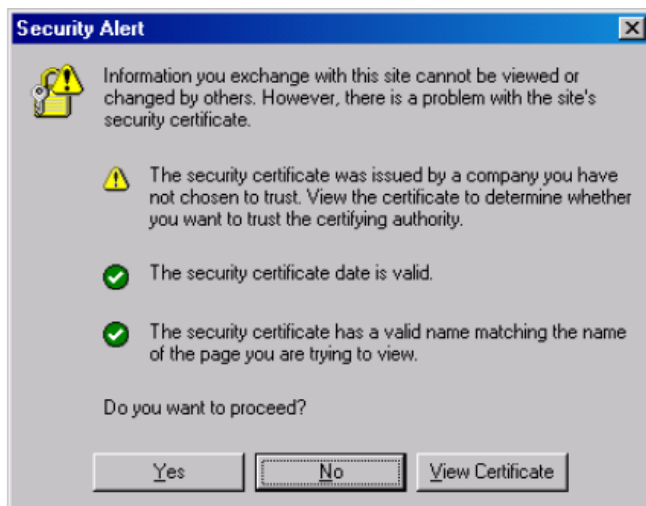 Security Alert
Information you exchange with this site cannot be viewed or
changed by others. However, there is a problem with the site's
security certificate.
The security certificate was issued by a company you have
not chosen to trust. View the certificate to determine whether
you want to trust the certifying authority.
The security certificate date is valid.
The security certificate has a valid name matching the name
of the page you are trying to view.
Do you want to proceed?
Yes No View Certificate